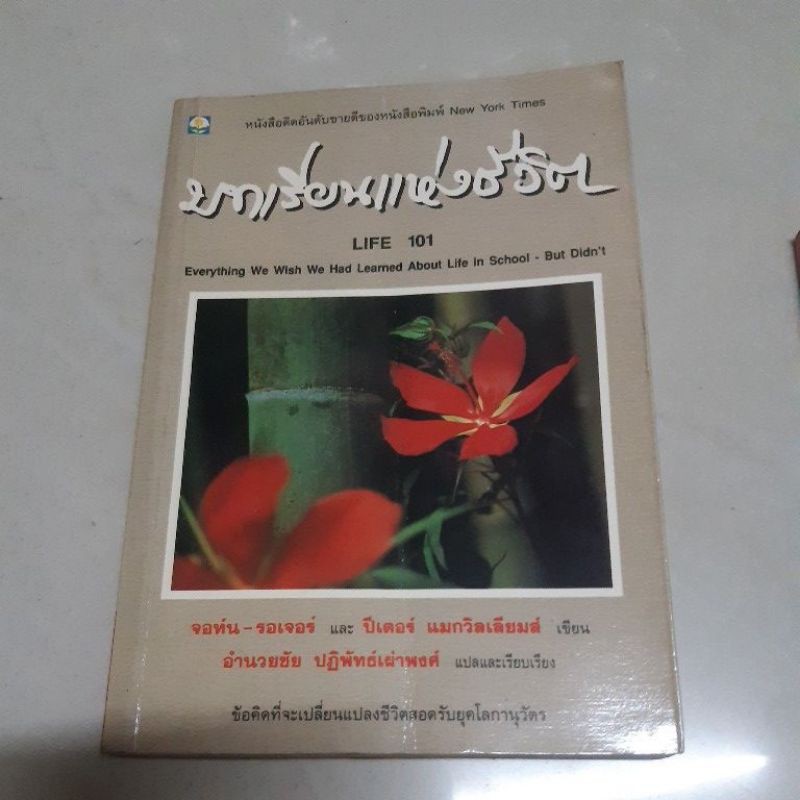 หนังสือติดอันดับขายดีของหนังสือพิมพ์ New York Times
บทเรียนแห่งชีวิต
LIFE 101
Everything We Wish We Had Learned About Life in School - But Didn't
จอห์น - รอเจอร์ และ ปีเตอร์ แมกวิลเลียมส์ เขียน
อำนวยชัย ปฏิพัทธ์เผ่าพงศ์ แปลและเรียบเรียง
ข้อคิดที่จะเปลี่ยนแปลงชีวิตสอดรับยุคโลกานุวัตร